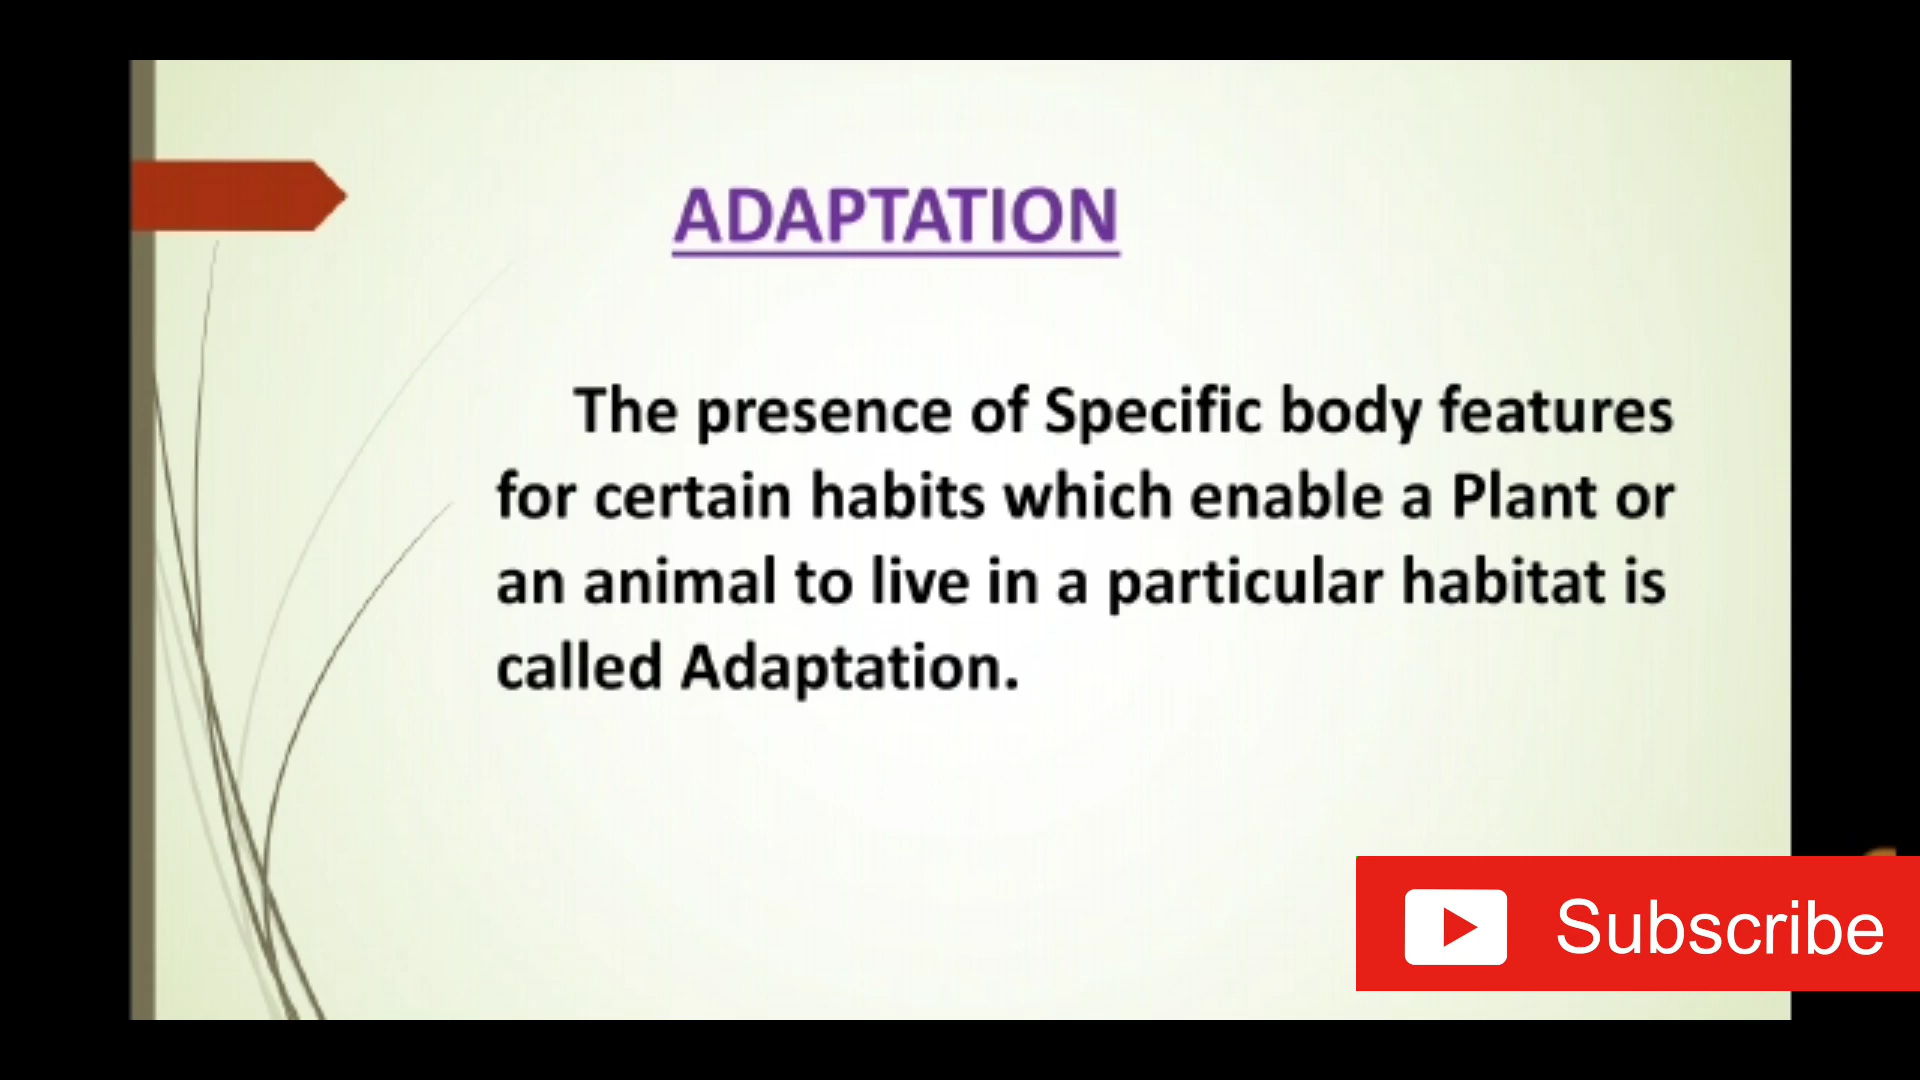 ADAPTATION
The presence of Specific body features
for certain habits which enable a Plant or
an animal to live in a particular habitat is
called Adaptation.
Subscribe